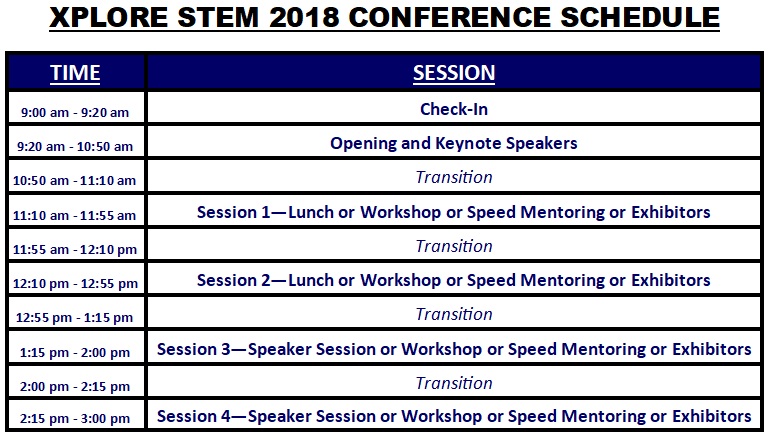 XPLORE STEM 2018 CONFERENCE SCHEDULE
TIME SESSION
9:00 am - 9:20 am Check-In
9:20 am - 10:50 am Opening and Keynote Speakers
10:50 am - 11:10 am Transition
11:10 am - 11:55 am Session 1—Lunch or Workshop or Speed Mentoring or Exhibitors
11:55 am - 12:10 pm Transition
12:10 pm - 12:55 pm Session 2—Lunch or Workshop or Speed Mentoring or Exhibitors
12:55 pm - 1:15 pm Transition
1:15 pm - 2:00 pm Session 3—Speaker Session or Workshop or Speed Mentoring or Exhibitors
2:00 pm - 2:15 pm Transition
2:15 pm - 3:00 pm Session 4—Speaker Session or Workshop or Speed Mentoring or Exhibitors